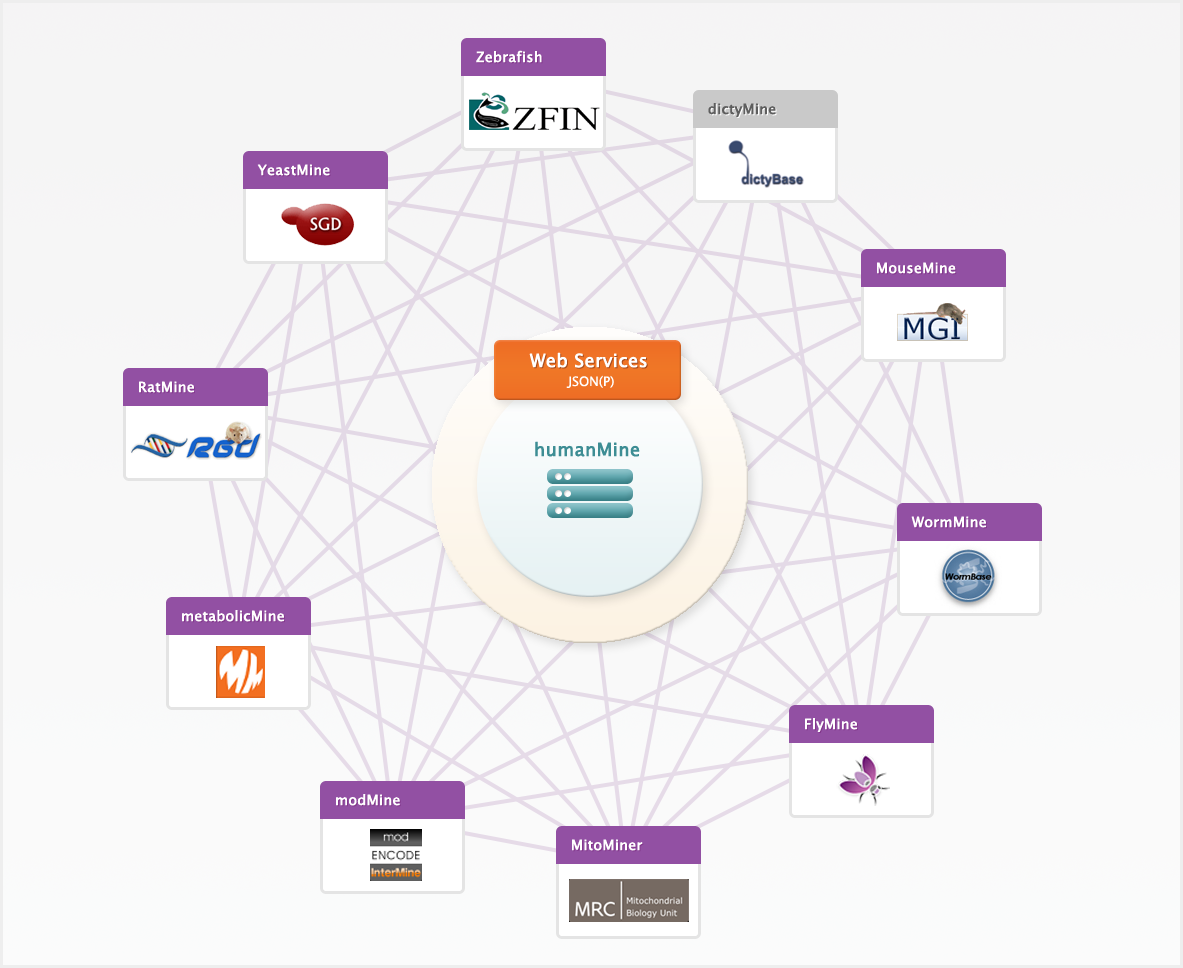 Zebrafish
ZFIN
dictyMine
dictyBase
YeastMine
SGD
MouseMine
MGI
Web Services
JSON(P)
humanMine
RatMine
RGD
WormMine
WormBase
metabolicMine
FlyMine
modMine
mod
ENCODE
InterMine
MitoMiner
MRC
Mitochondrial
Biology Unit